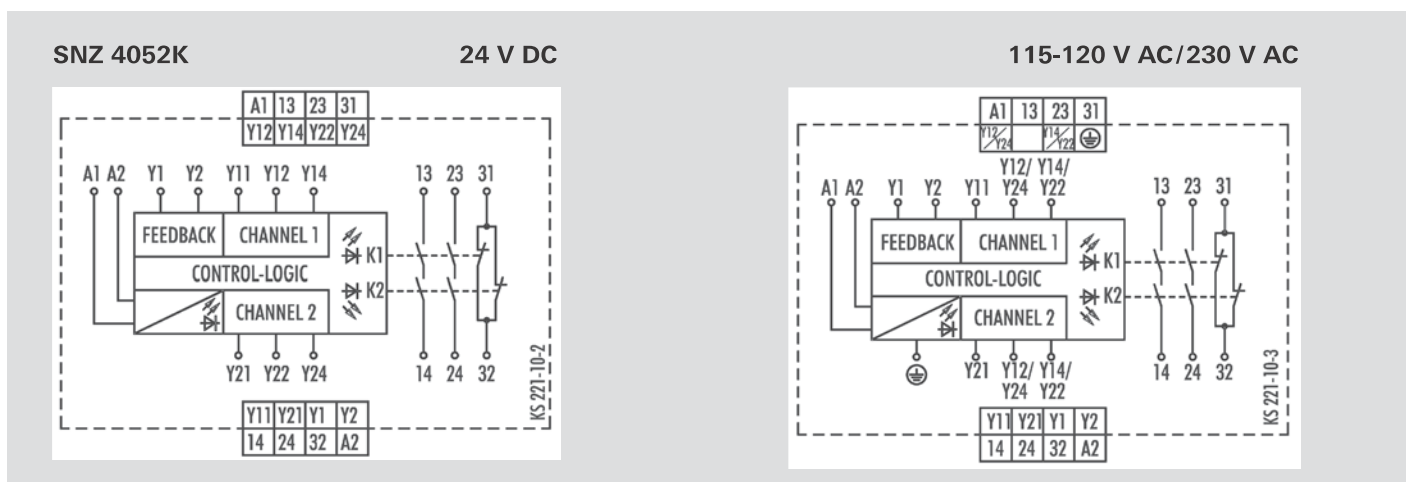 SNZ 4052K 24 V DC 115-120 V AC/230 V AC
A1 13 23 31
Y12 Y14 Y22 Y24
A1 A2 Y1 Y2 Y11 Y12 Y14 13 23 31
FEEDBACK CHANNEL 1
K1
CONTROL-LOGIC
K2
CHANNEL 2
Y21 Y22 Y24 14 24 32
KS 221-10-2
Y11 Y21 Y1 Y2
14 24 32 A2
A1 13 23 31
Y12/Y24 Y14/Y22
Y12/ Y14/
A1 A2 Y1 Y2 Y11 Y24 Y22 13 23 31
FEEDBACK CHANNEL 1
K1
CONTROL-LOGIC
K2
CHANNEL 2
Y21 Y12/ Y14/ 14 24 32
Y24 Y22
KS 221-10-3
Y11 Y21 Y1 Y2
14 24 32 A2